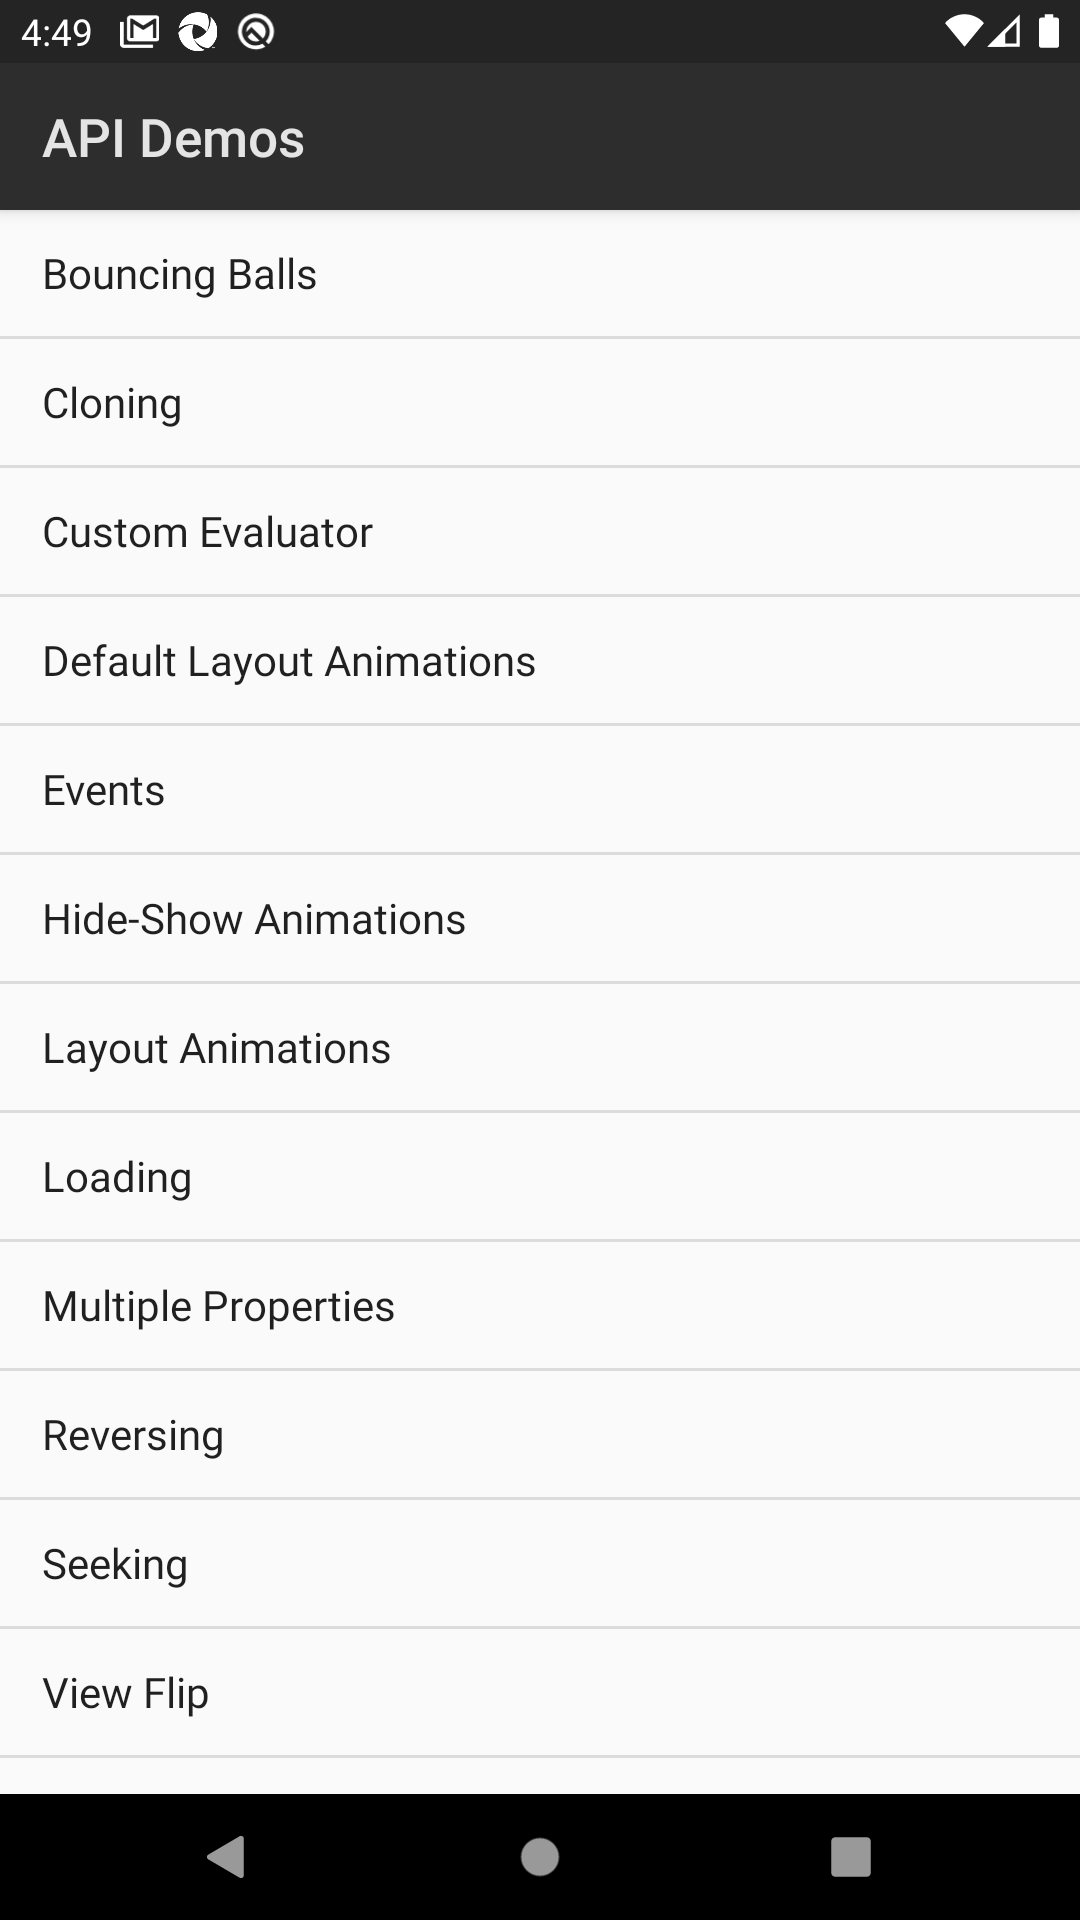 4:49
API Demos
Bouncing Balls
Cloning
Custom Evaluator
Default Layout Animations
Events
Hide-Show Animations
Layout Animations
Loading
Multiple Properties
Reversing
Seeking
View Flip